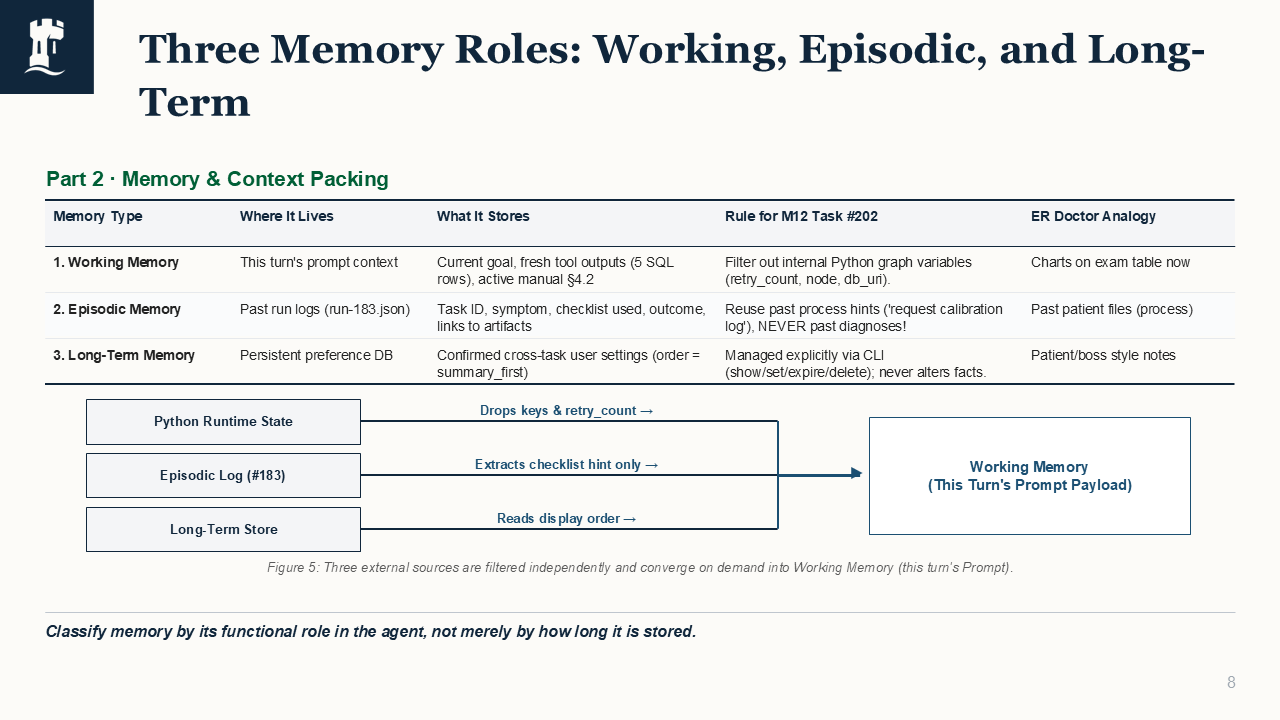 Three Memory Roles: Working, Episodic, and Long-
Term
Part 2 · Memory & Context Packing
Memory Type Where It Lives What It Stores Rule for M12 Task #202 ER Doctor Analogy
1. Working Memory This turn's prompt context Current goal, fresh tool outputs (5 SQL Filter out internal Python graph variables Charts on exam table now
rows), active manual §4.2 (retry_count, node, db_uri).
2. Episodic Memory Past run logs (run-183.json) Task ID, symptom, checklist used, outcome, Reuse past process hints ('request calibration Past patient files (process)
links to artifacts log'), NEVER past diagnoses!
3. Long-Term Memory Persistent preference DB Confirmed cross-task user settings (order = Managed explicitly via CLI Patient/boss style notes
summary_first) (show/set/expire/delete); never alters facts.
Python Runtime State
Drops keys & retry_count →
Episodic Log (#183)
Extracts checklist hint only →
Long-Term Store
Reads display order →
Working Memory
(This Turn's Prompt Payload)
Figure 5: Three external sources are filtered independently and converge on demand into Working Memory (this turn's Prompt).
Classify memory by its functional role in the agent, not merely by how long it is stored.
8